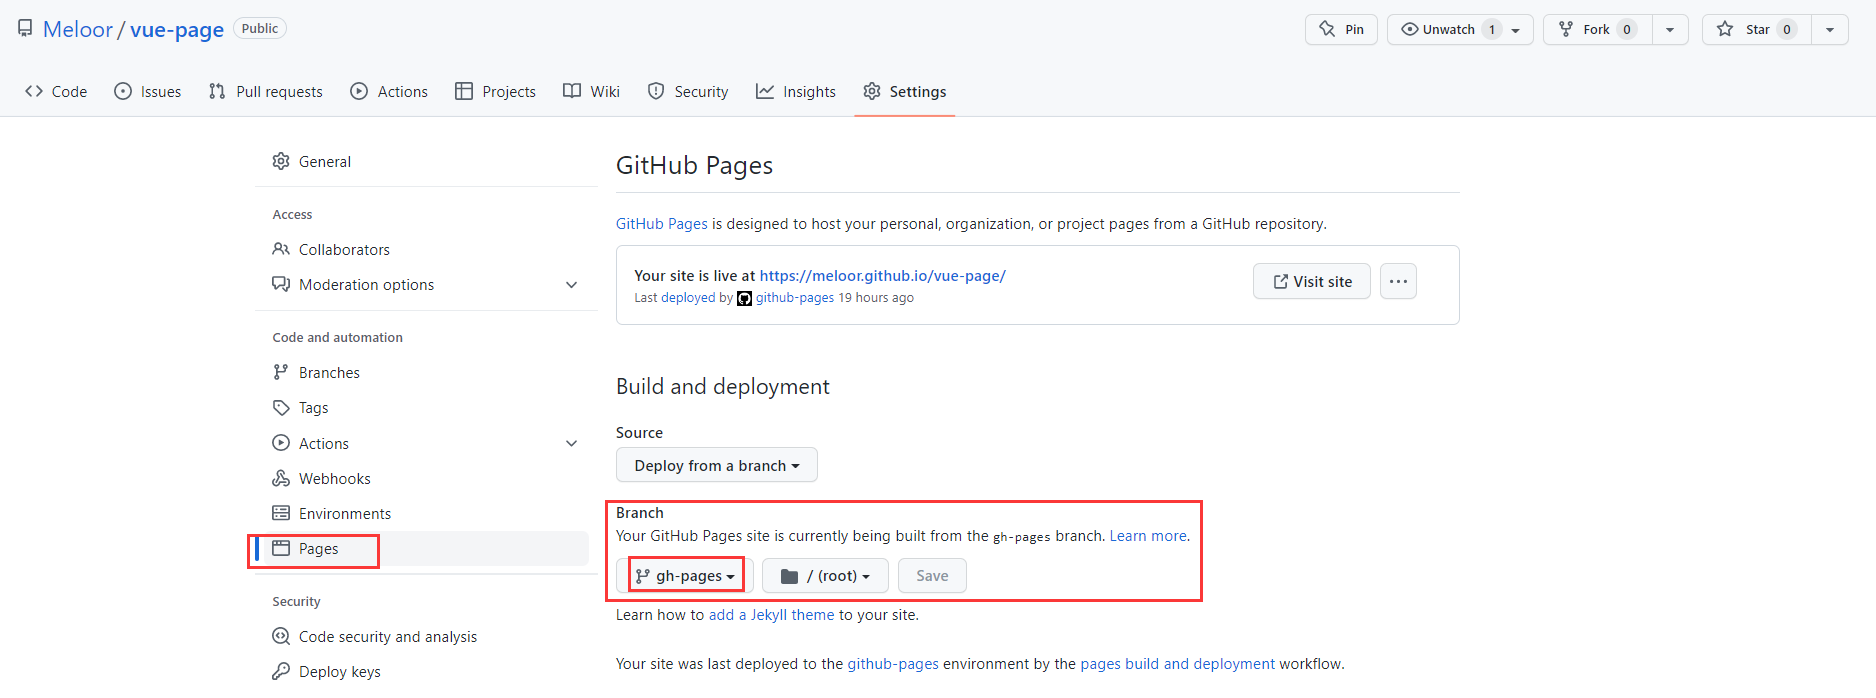 Meloor / vue-page Public
Pin
Unwatch 1
Fork 0
Star 0
Code
Issues
Pull requests
Actions
Projects
Wiki
Security
Insights
Settings
General
Access
Collaborators
Moderation options
Code and automation
Branches
Tags
Actions
Webhooks
Environments
Pages
Security
Code security and analysis
Deploy keys
GitHub Pages
GitHub Pages is designed to host your personal, organization, or project pages from a GitHub repository.
Your site is live at https://meloor.github.io/vue-page/
Last deployed by github-pages 19 hours ago
Visit site
Build and deployment
Source
Deploy from a branch
Branch
Your GitHub Pages site is currently being built from the gh-pages branch. Learn more.
gh-pages
/ (root)
Save
Learn how to add a Jekyll theme to your site.
Your site was last deployed to the github-pages environment by the pages build and deployment workflow.